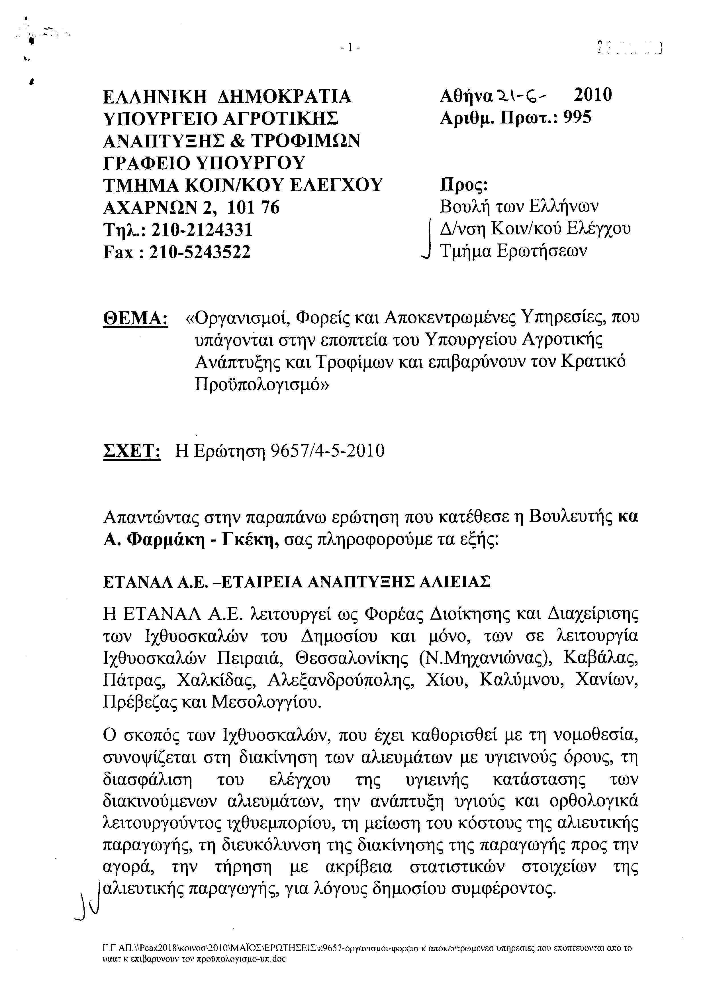 - 1 -
ΕΛΛΗΝΙΚΗ ΔΗΜΟΚΡΑΤΙΑ
ΥΠΟΥΡΓΕΙΟ ΑΓΡΟΤΙΚΗΣ
ΑΝΑΠΤΥΞΗΣ & ΤΡΟΦΙΜΩΝ
ΓΡΑΦΕΙΟ ΥΠΟΥΡΓΟΥ
ΤΜΗΜΑ ΚΟΙΝ/ΚΟΥ ΕΛΕΓΧΟΥ
ΑΧΑΡΝΩΝ 2, 101 76
Τηλ.: 210-2124331
Fax : 210-5243522
Αθήνα 21-6- 2010
Αριθμ. Πρωτ.: 995
Προς:
Βουλή των Ελλήνων
Δ/νση Κοιν/κού Ελέγχου
Τμήμα Ερωτήσεων
ΘΕΜΑ: «Οργανισμοί, Φορείς και Αποκεντρωμένες Υπηρεσίες, που
υπάγονται στην εποπτεία του Υπουργείου Αγροτικής
Ανάπτυξης και Τροφίμων και επιβαρύνουν τον Κρατικό
Προϋπολογισμό»
ΣΧΕΤ: Η Ερώτηση 9657/4-5-2010
Απαντώντας στην παραπάνω ερώτηση που κατέθεσε η Βουλευτής κα
Α. Φαρμάκη - Γκέκη, σας πληροφορούμε τα εξής:
ΕΤΑΝΑΛ Α.Ε. –ΕΤΑΙΡΕΙΑ ΑΝΑΠΤΥΞΗΣ ΑΛΙΕΙΑΣ
Η ΕΤΑΝΑΛ Α.Ε. λειτουργεί ως Φορέας Διοίκησης και Διαχείρισης
των Ιχθυοσκαλών του Δημοσίου και μόνο, των σε λειτουργία
Ιχθυοσκαλών Πειραιά, Θεσσαλονίκης (Ν.Μηχανιώνας), Καβάλας,
Πάτρας, Χαλκίδας, Αλεξανδρούπολης, Χίου, Καλύμνου, Χανίων,
Πρέβεζας και Μεσολογγίου.
Ο σκοπός των Ιχθυοσκαλών, που έχει καθορισθεί με τη νομοθεσία,
συνοψίζεται στη διακίνηση των αλιευμάτων με υγιεινούς όρους, τη
διασφάλιση του ελέγχου της υγιεινής κατάστασης των
διακινούμενων αλιευμάτων, την ανάπτυξη υγιούς και ορθολογικά
λειτουργούντος ιχθυεμπορίου, τη μείωση του κόστους της αλιευτικής
παραγωγής, τη διευκόλυνση της διακίνησης της παραγωγής προς την
αγορά, την τήρηση με ακρίβεια στατιστικών στοιχείων της
αλιευτικής παραγωγής, για λόγους δημοσίου συμφέροντος.
Γ.Γ.ΑΠ.\\Pcax2018\κοινοσ\2010\ΜΑΪΟΣ\ΕΡΩΤΗΣΕΙΣ\ε9657-οργανισμοι-φορεισ κ αποκεντρωμενεσ υπηρεσιες που εποπτευονται απο το
υαατ κ επιβαρυνουν τον προϋπολογισμο-υπ.doc